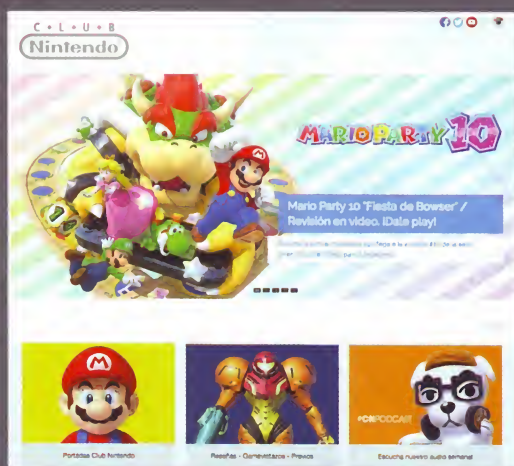 C • L • U • B
Nintendo
MARIO PARTY 10
Mario Party 10 "Fiesta de Bowser" /
Revisión en video. ¡Dale play!
#CNPODCAST
Portadas Club Nintendo
Reseñas - Gamevistazos - Previos
Escucha nuestro audio semanal